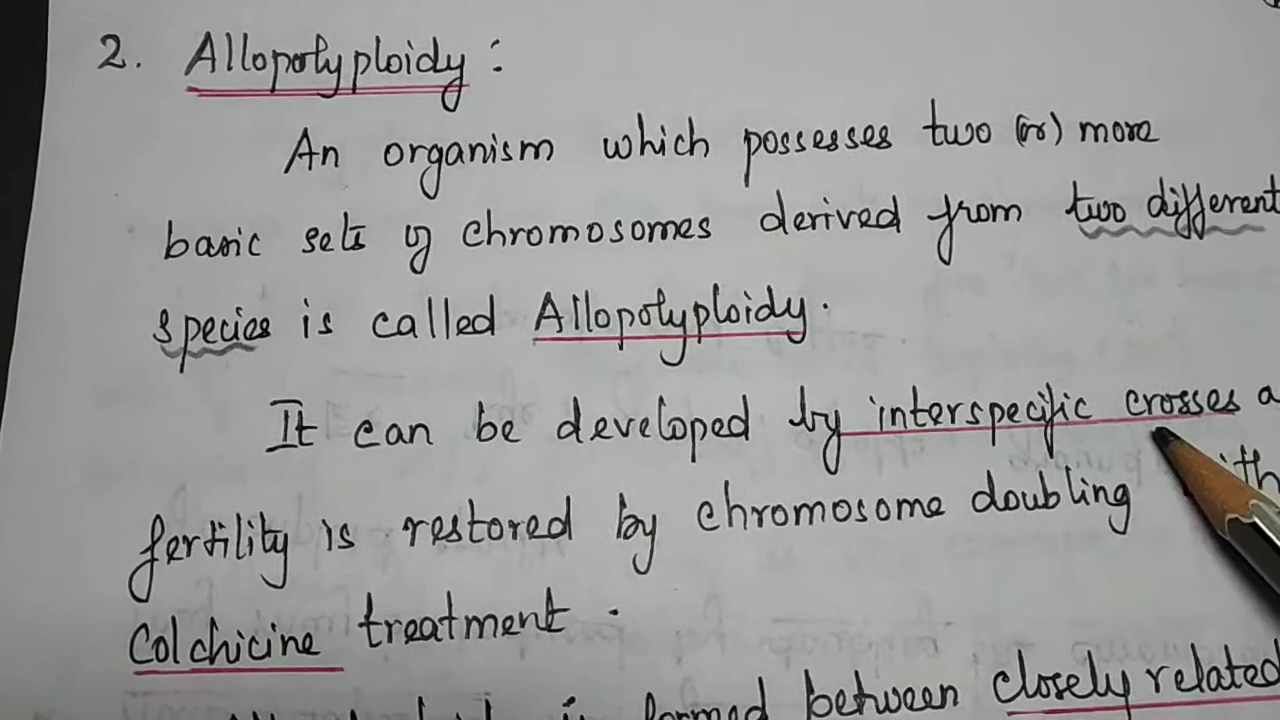 2. Allopolyploidy :
An organism which possesses two (or) more
basic sets of chromosomes derived from two different
species is called Allopolyploidy.
It can be developed by interspecific crosses a
fertility is restored by chromosome doubling with
Colchicine treatment .
formed between closely related